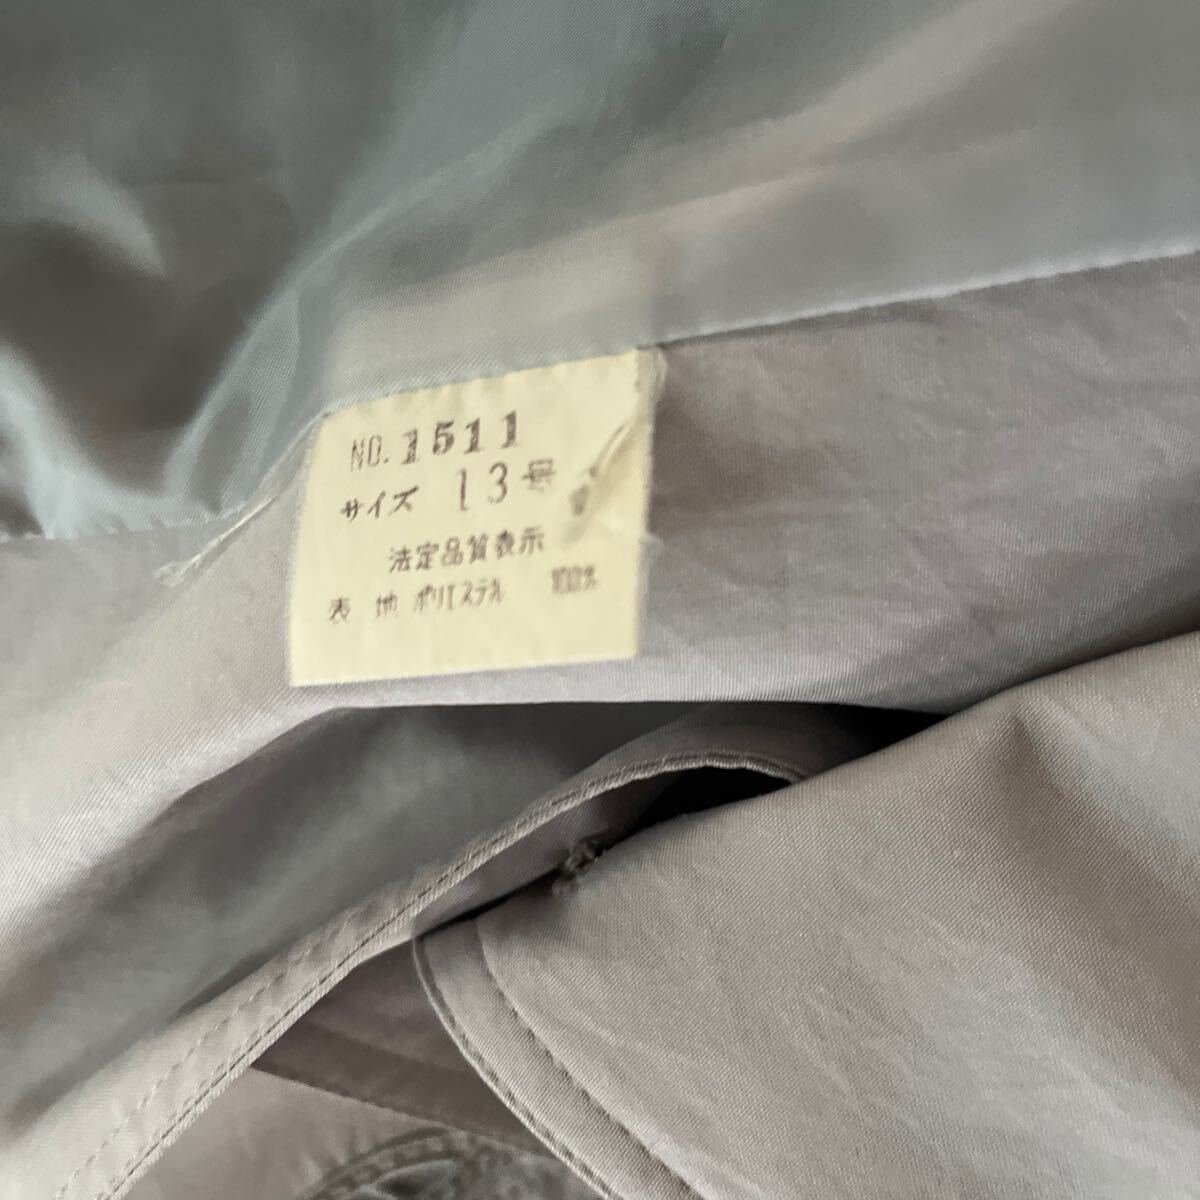 NO. 1511
サイズ 13号
法定品質表示
表 地 ポリエステル 100%